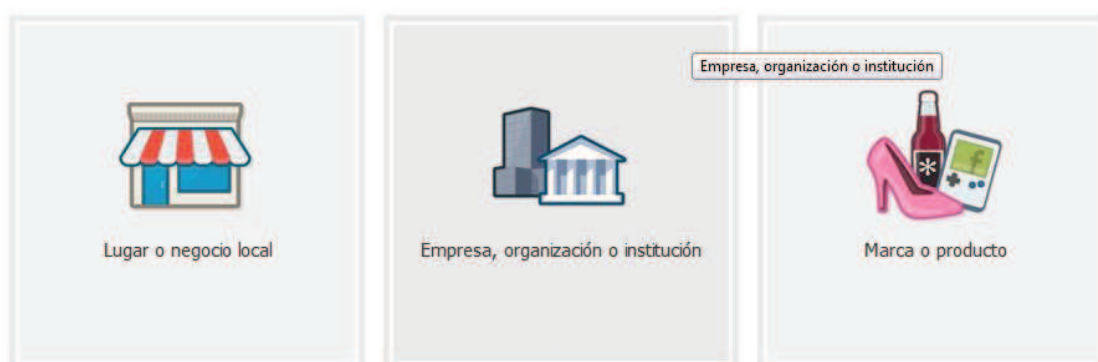 Empresa, organización o institución
Lugar o negocio local
Empresa, organización o institución
Marca o producto